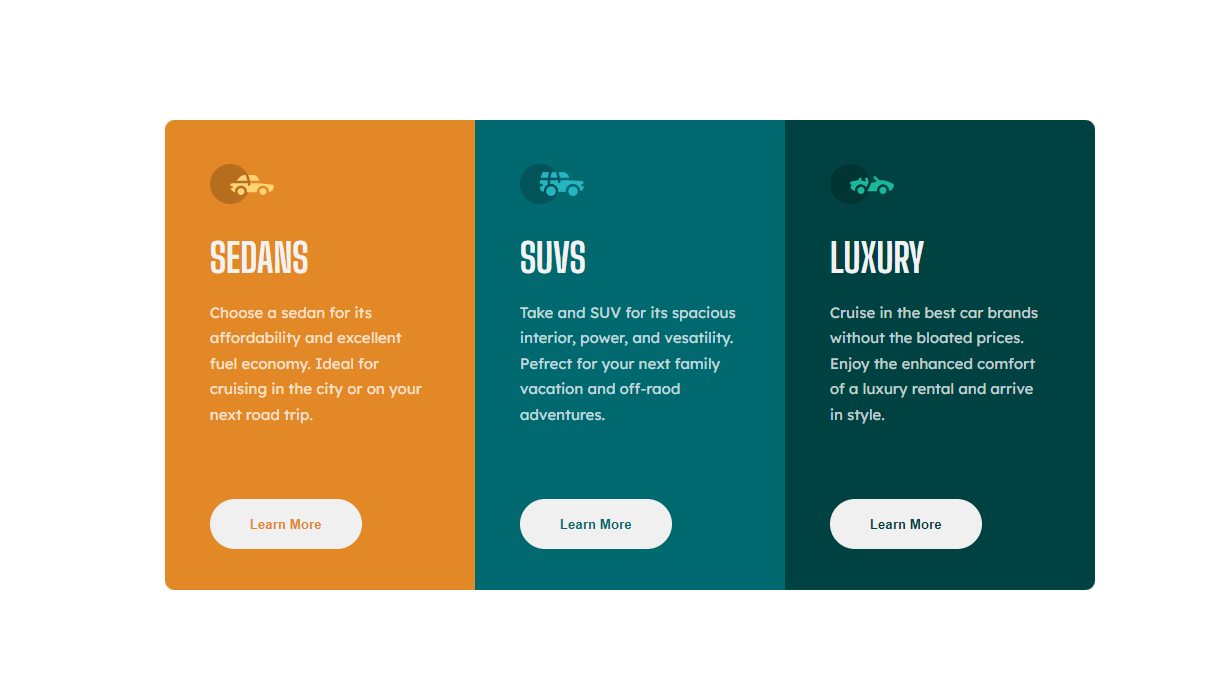 SEDANS
Choose a sedan for its
affordability and excellent
fuel economy. Ideal for
cruising in the city or on your
next road trip.
Learn More
SUVS
Take and SUV for its spacious
interior, power, and vesatility.
Pefrect for your next family
vacation and off-raod
adventures.
Learn More
LUXURY
Cruise in the best car brands
without the bloated prices.
Enjoy the enhanced comfort
of a luxury rental and arrive
in style.
Learn More